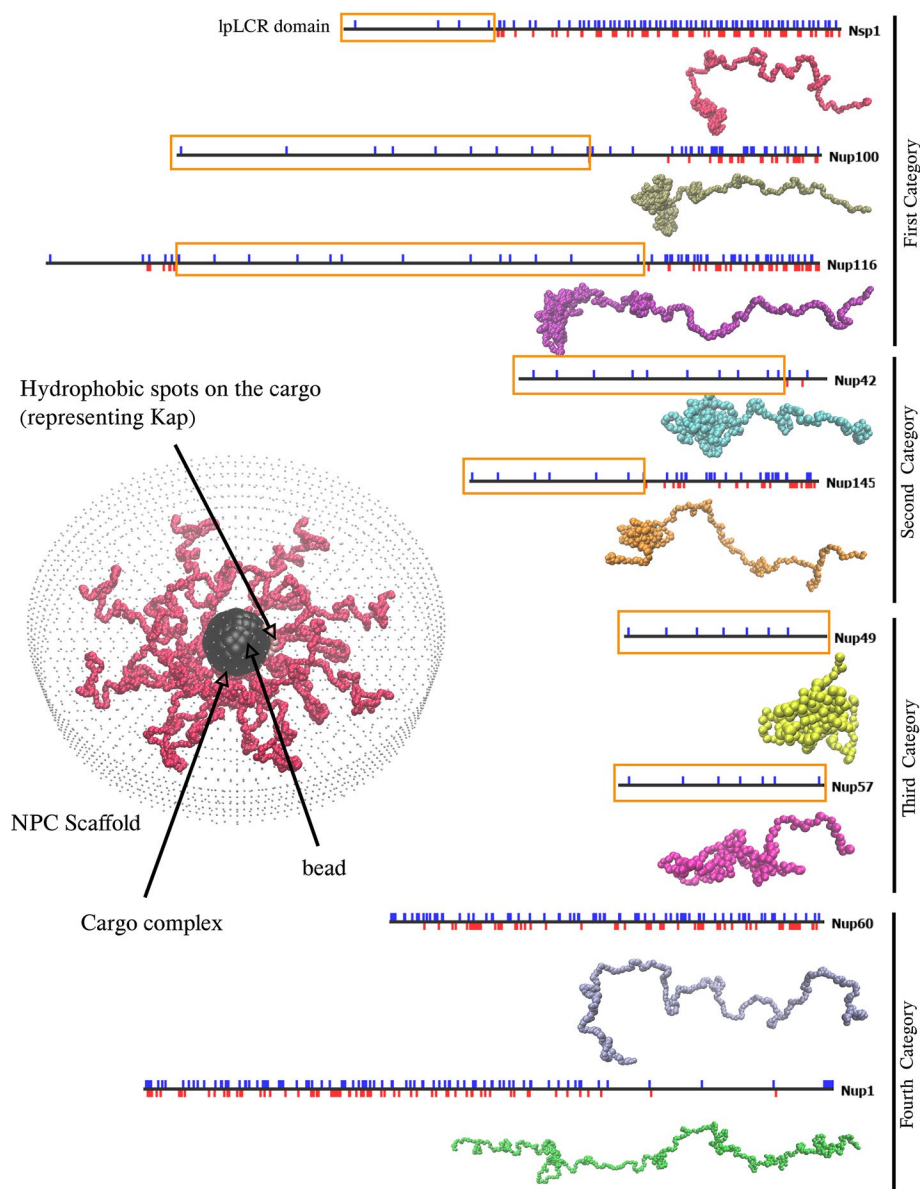 lpLCR domain
Nsp1
Nup100
Nup116
First Category
Hydrophobic spots on the cargo
(representing Kap)
Nup42
Nup145
Second Category
NPC Scaffold
bead
Cargo complex
Nup49
Nup57
Third Category
Nup60
Nup1
Fourth Category